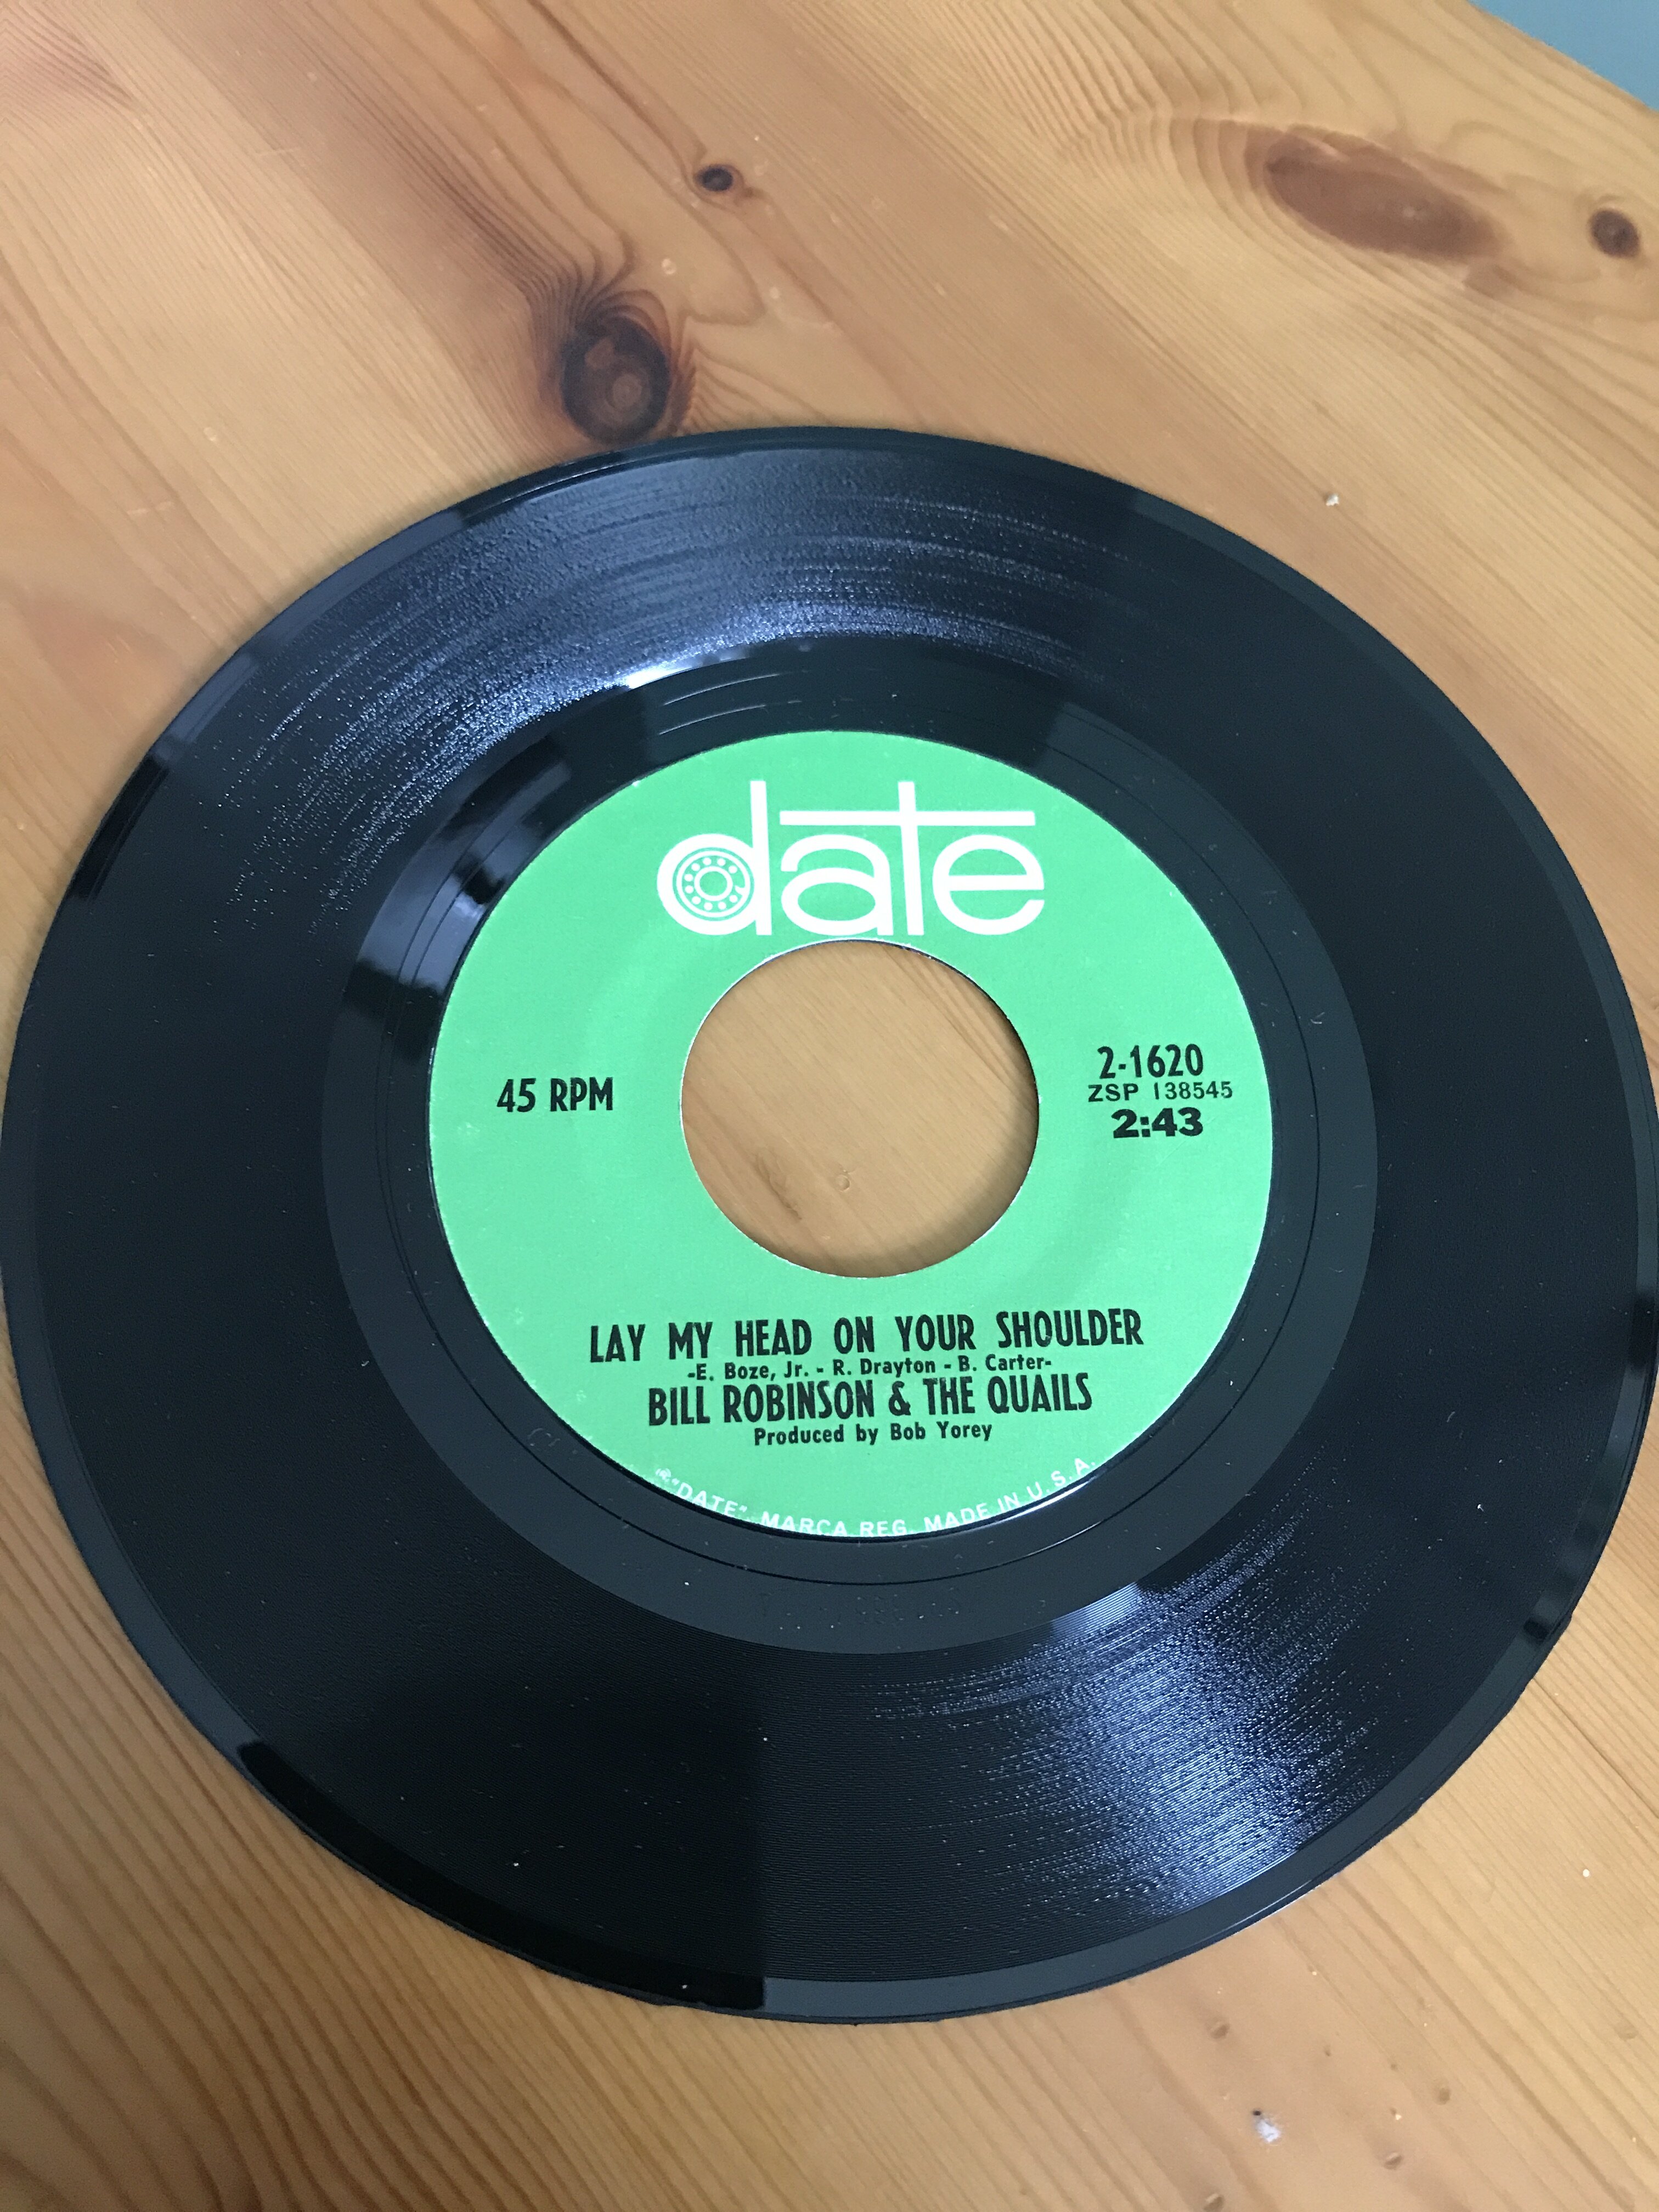 date
45 RPM
2-1620
ZSP 138545
2:43
LAY MY HEAD ON YOUR SHOULDER
-E. Boze, Jr. - R. Drayton - B. Carter-
BILL ROBINSON & THE QUAILS
Produced by Bob Yorey
"DATE" MARCA REG. MADE IN U.S.A.